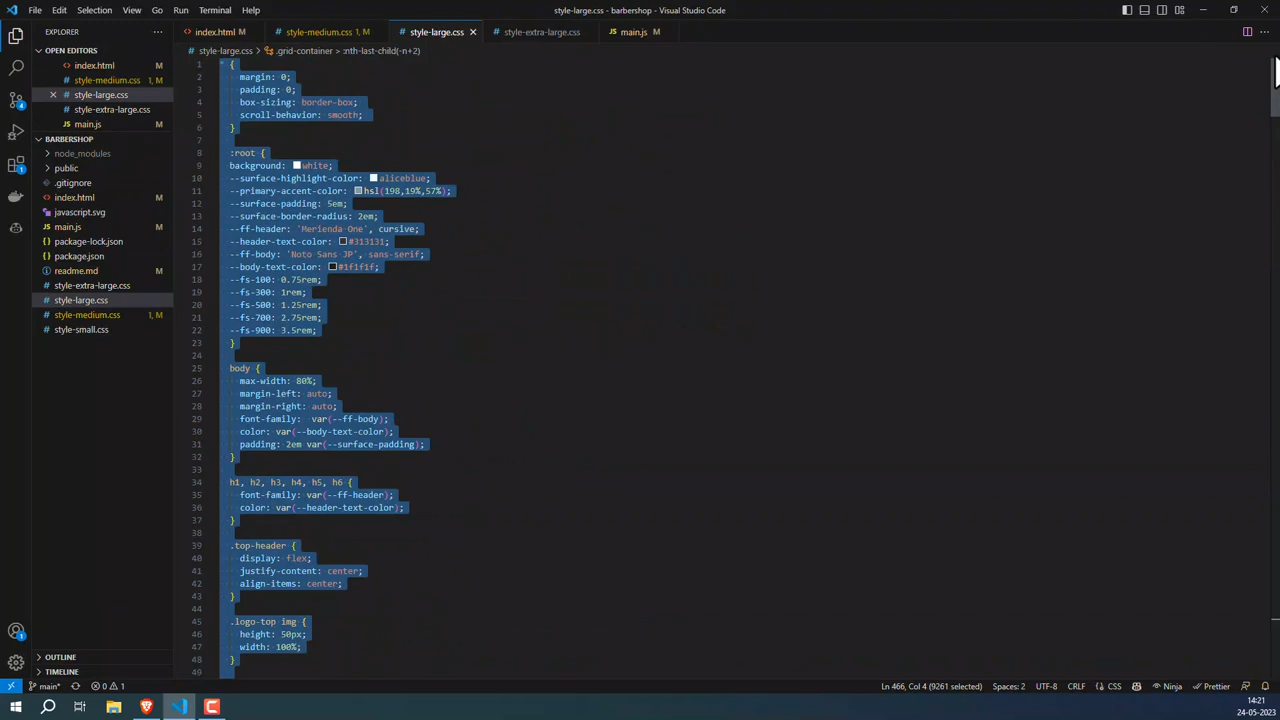 File Edit Selection View Go Run Terminal Help
style-large.css - barbershop - Visual Studio Code
EXPLORER
index.html M
style-medium.css 1, M
style-large.css
style-extra-large.css
main.js M
OPEN EDITORS
index.html M
style-medium.css 1, M
style-large.css
style-extra-large.css
main.js M
BARBERSHOP
node_modules
public
.gitignore
index.html M
javascript.svg
main.js M
package-lock.json
package.json
readme.md M
style-extra-large.css
style-large.css
style-medium.css 1, M
style-small.css
OUTLINE
TIMELINE
4
1
1
style-large.css > .grid-container > :nth-last-child(-n+2)
1 * {
2 margin: 0;
3 padding: 0;
4 box-sizing: border-box;
5 scroll-behavior: smooth;
6 }
7
8 :root {
9 background: white;
10 --surface-highlight-color: aliceblue;
11 --primary-accent-color: hsl(198,19%,57%);
12 --surface-padding: 5em;
13 --surface-border-radius: 2em;
14 --ff-header: 'Merienda One', cursive;
15 --header-text-color: #313131;
16 --ff-body: 'Noto Sans JP', sans-serif;
17 --body-text-color: #1f1f1f;
18 --fs-100: 0.75rem;
19 --fs-300: 1rem;
20 --fs-500: 1.25rem;
21 --fs-700: 2.75rem;
22 --fs-900: 3.5rem;
23 }
24
25 body {
26 max-width: 80%;
27 margin-left: auto;
28 margin-right: auto;
29 font-family: var(--ff-body);
30 color: var(--body-text-color);
31 padding: 2em var(--surface-padding);
32 }
33
34 h1, h2, h3, h4, h5, h6 {
35 font-family: var(--ff-header);
36 color: var(--header-text-color);
37 }
38
39 .top-header {
40 display: flex;
41 justify-content: center;
42 align-items: center;
43 }
44
45 .logo-top img {
46 height: 50px;
47 width: 100%;
48 }
49
main* 0 1
Ln 466, Col 4 (9261 selected) Spaces: 2 UTF-8 CRLF CSS Ninja Prettier
14:21
24-05-2023